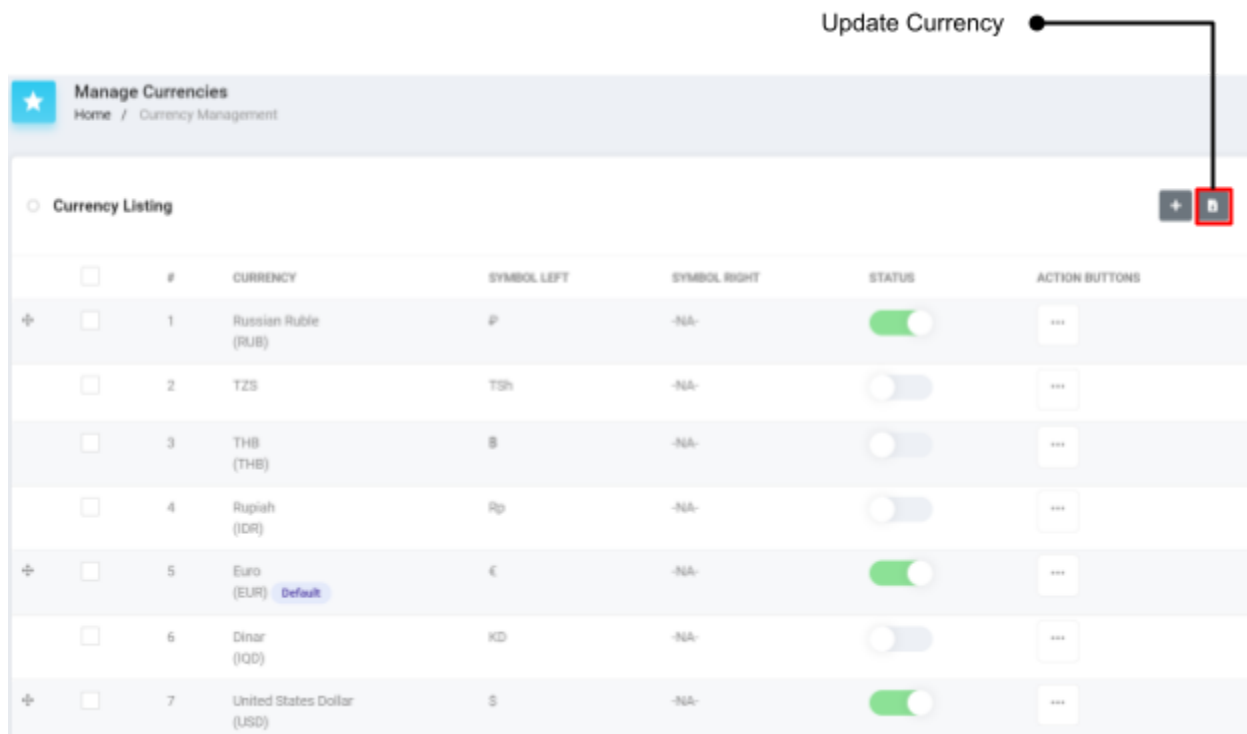 Update Currency
Manage Currencies
Home / Currency Management
Currency Listing
# CURRENCY SYMBOL LEFT SYMBOL RIGHT STATUS ACTION BUTTONS
1 Russian Ruble ₽ -NA-
(RUB)
2 TZS TSh -NA-
3 THB ฿ -NA-
(THB)
4 Rupiah Rp -NA-
(IDR)
5 Euro € -NA-
(EUR) Default
6 Dinar KD -NA-
(IQD)
7 United States Dollar $ -NA-
(USD)